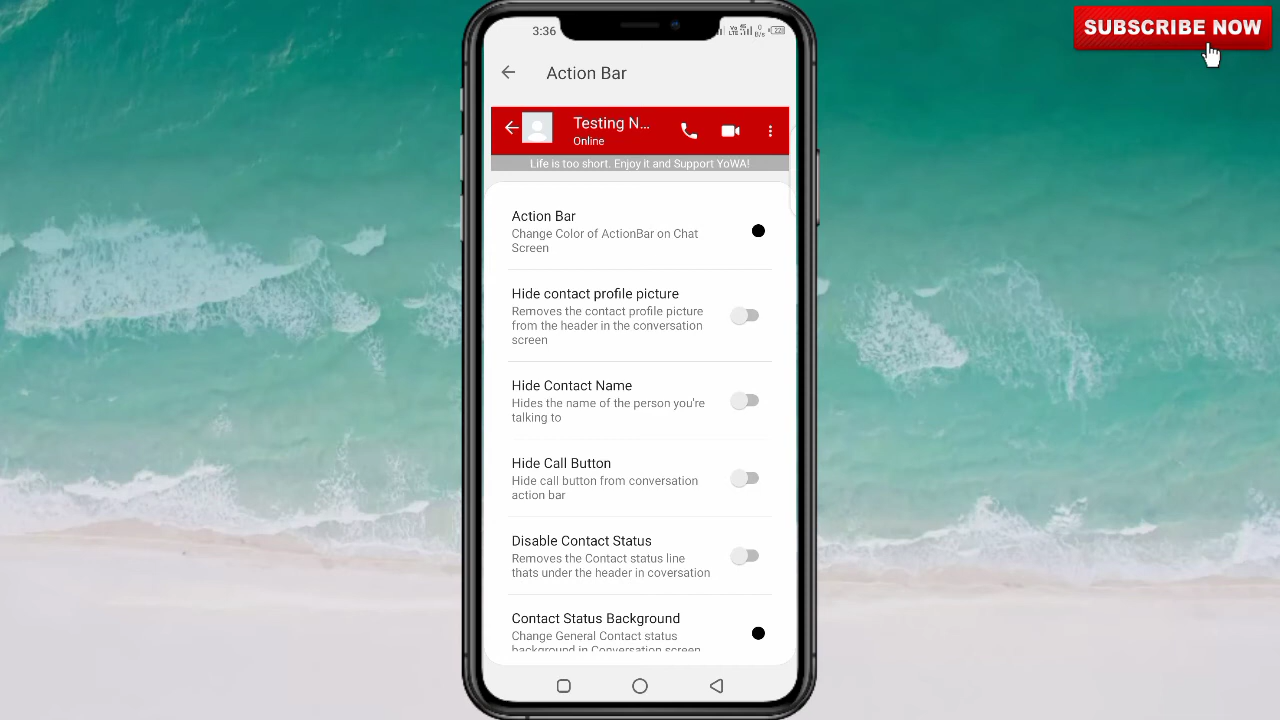 SUBSCRIBE NOW
3:36
Action Bar
Testing N...
Online
Life is too short. Enjoy it and Support YoWA!
Action Bar
Change Color of ActionBar on Chat
Screen
Hide contact profile picture
Removes the contact profile picture
from the header in the conversation
screen
Hide Contact Name
Hides the name of the person you're
talking to
Hide Call Button
Hide call button from conversation
action bar
Disable Contact Status
Removes the Contact status line
thats under the header in coversation
Contact Status Background
Change General Contact status
background in Conversation screen